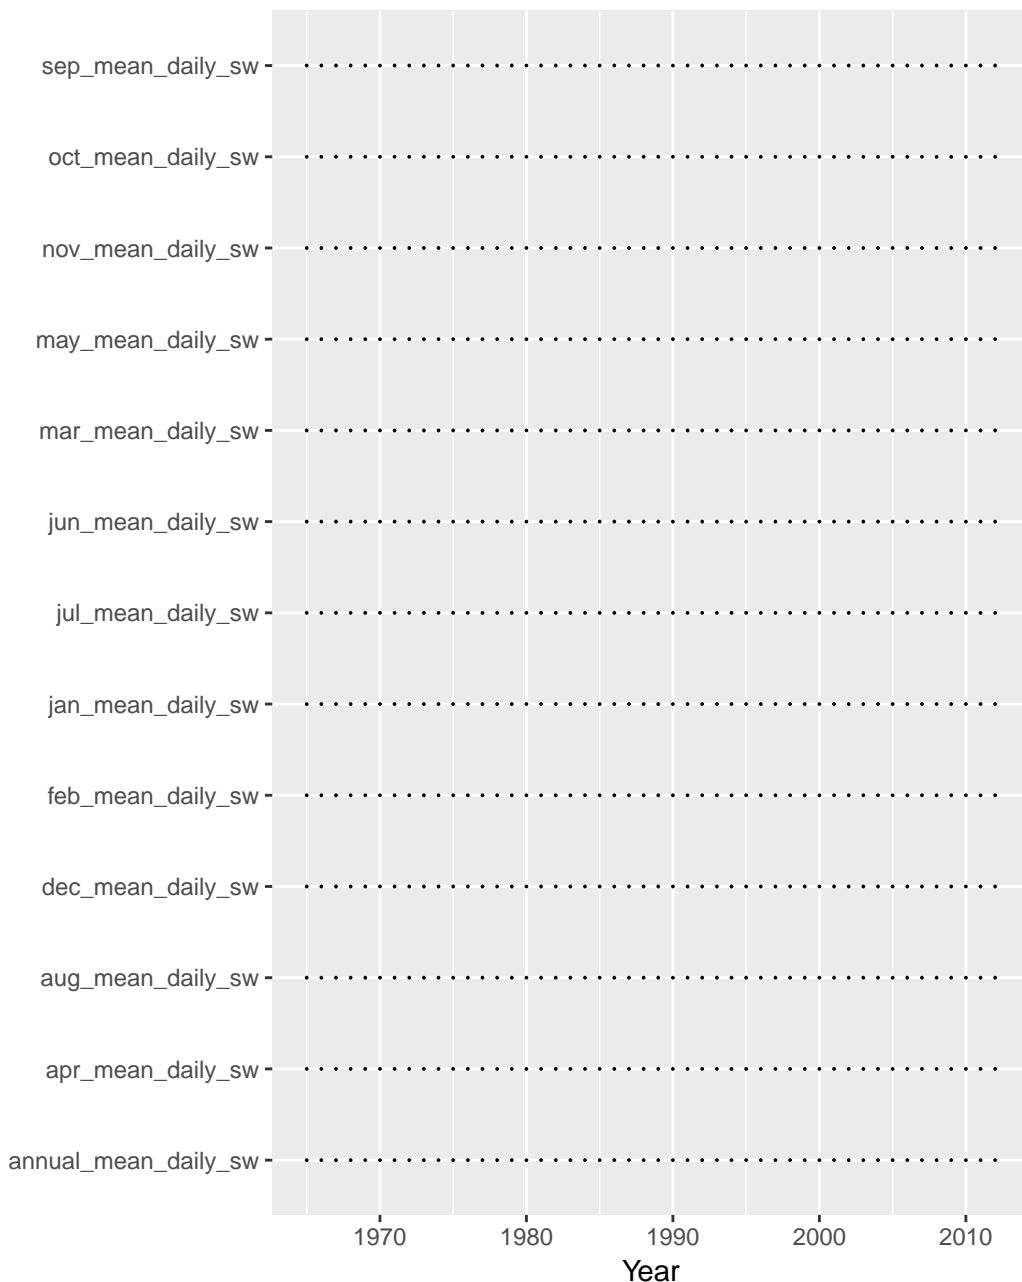 sep_mean_daily_sw
oct_mean_daily_sw
nov_mean_daily_sw
may_mean_daily_sw
mar_mean_daily_sw
jun_mean_daily_sw
jul_mean_daily_sw
jan_mean_daily_sw
feb_mean_daily_sw
dec_mean_daily_sw
aug_mean_daily_sw
apr_mean_daily_sw
annual_mean_daily_sw
1970 1980 1990 2000 2010
Year